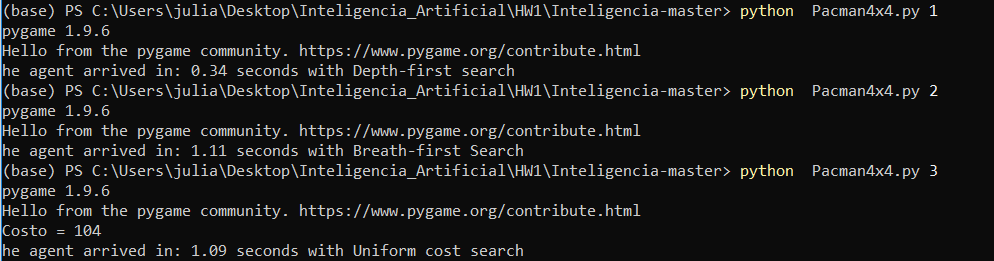 (base) PS C:\Users\julia\Desktop\Inteligencia_Artificial\HW1\Inteligencia-master> python  Pacman4x4.py 1
pygame 1.9.6
Hello from the pygame community. https://www.pygame.org/contribute.html
he agent arrived in: 0.34 seconds with Depth-first search
(base) PS C:\Users\julia\Desktop\Inteligencia_Artificial\HW1\Inteligencia-master> python  Pacman4x4.py 2
pygame 1.9.6
Hello from the pygame community. https://www.pygame.org/contribute.html
he agent arrived in: 1.11 seconds with Breath-first Search
(base) PS C:\Users\julia\Desktop\Inteligencia_Artificial\HW1\Inteligencia-master> python  Pacman4x4.py 3
pygame 1.9.6
Hello from the pygame community. https://www.pygame.org/contribute.html
Costo = 104
he agent arrived in: 1.09 seconds with Uniform cost search